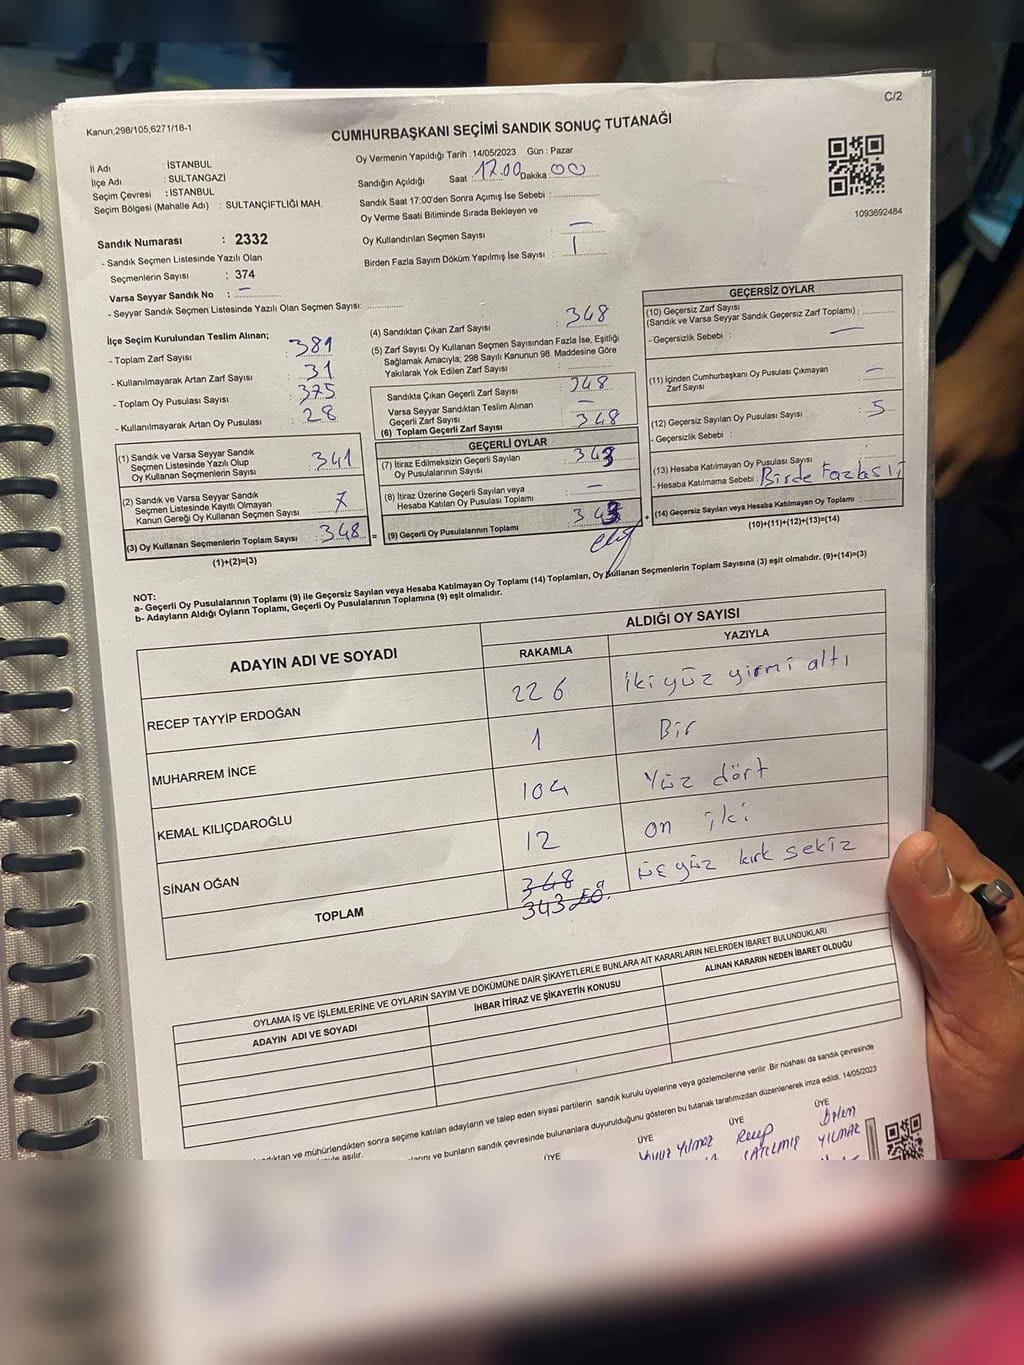 C/2
Kanun;298/105;6271/18-1
CUMHURBAŞKANI SEÇİMİ SANDIK SONUÇ TUTANAĞI
İl Adı : İSTANBUL
İlçe Adı : SULTANGAZİ
Seçim Çevresi : İSTANBUL
Seçim Bölgesi (Mahalle Adı) : SULTANÇİFTLİĞİ MAH.
Oy Vermenin Yapıldığı Tarih : 14/05/2023 Gün : Pazar
Sandığın Açıldığı Saat : 17.00 Dakika : 00
Sandık Saat 17:00'den Sonra Açımış İse Sebebi :
Oy Verme Saati Bitiminde Sırada Bekleyen ve
Oy Kullandırılan Seçmen Sayısı : —
Birden Fazla Sayım Döküm Yapılmış İse Sayısı : 1
1093692484
Sandık Numarası : 2332
- Sandık Seçmen Listesinde Yazılı Olan
Seçmenlerin Sayısı : 374
Varsa Seyyar Sandık No : —
- Seyyar Sandık Seçmen Listesinde Yazılı Olan Seçmen Sayısı:
İlçe Seçim Kurulundan Teslim Alınan;
- Toplam Zarf Sayısı : 381
- Kullanılmayarak Artan Zarf Sayısı : 31
- Toplam Oy Pusulası Sayısı : 375
- Kullanılmayarak Artan Oy Pusulası : 28
(1) Sandık ve Varsa Seyyar Sandık
Seçmen Listesinde Yazılı Olup
Oy Kullanan Seçmenlerin Sayısı : 341
(2) Sandık ve Varsa Seyyar Sandık
Seçmen Listesinde Kayıtlı Olmayan
Kanun Gereği Oy Kullanan Seçmen Sayısı : 7
(3) Oy Kullanan Seçmenlerin Toplam Sayısı : 348 =
(1)+(2)=(3)
(4) Sandıktan Çıkan Zarf Sayısı : 348
(5) Zarf Sayısı Oy Kullanan Seçmen Sayısından Fazla İse, Eşitliği
Sağlamak Amacıyla; 298 Sayılı Kanunun 98. Maddesine Göre
Yakılarak Yok Edilen Zarf Sayısı :
Sandıkta Çıkan Geçerli Zarf Sayısı : 348
Varsa Seyyar Sandıktan Teslim Alınan
Geçerli Zarf Sayısı : —
(6) Toplam Geçerli Zarf Sayısı : 348
GEÇERLİ OYLAR
(7) İtiraz Edilmeksizin Geçerli Sayılan
Oy Pusulalarının Sayısı : 343
(8) İtiraz Üzerine Geçerli Sayılan veya
Hesaba Katılan Oy Pusulası Toplamı : —
(9) Geçerli Oy Pusulalarının Toplamı : 343 +
GEÇERSİZ OYLAR
(10) Geçersiz Zarf Sayısı
(Sandık ve Varsa Seyyar Sandık Geçersiz Zarf Toplamı) :
- Geçersizlik Sebebi : —
(11) İçinden Cumhurbaşkanı Oy Pusulası Çıkmayan
Zarf Sayısı : —
(12) Geçersiz Sayılan Oy Pusulası Sayısı : 5
- Geçersizlik Sebebi :
(13) Hesaba Katılmayan Oy Pusulası Sayısı
- Hesaba Katılmama Sebebi : Birde Fazlası
(14) Geçersiz Sayılan veya Hesaba Katılmayan Oy Toplamı :
(10)+(11)+(12)+(13)=(14)
NOT:
a- Geçerli Oy Pusulalarının Toplamı (9) ile Geçersiz Sayılan veya Hesaba Katılmayan Oy Toplamı (14) Toplamları, Oy Kullanan Seçmenlerin Toplam Sayısına (3) eşit olmalıdır. (9)+(14)=(3)
b- Adayların Aldığı Oyların Toplamı, Geçerli Oy Pusulalarının Toplamına (9) eşit olmalıdır.
ADAYIN ADI VE SOYADI
ALDIĞI OY SAYISI
RAKAMLA YAZIYLA
RECEP TAYYİP ERDOĞAN 226 iki yüz yirmi altı
MUHARREM İNCE 1 Bir
KEMAL KILIÇDAROĞLU 104 Yüz dört
SİNAN OĞAN 12 on iki
TOPLAM 348 üç yüz kırk sekiz
343
OYLAMA İŞ VE İŞLEMLERİNE VE OYLARIN SAYIM VE DÖKÜMÜNE DAİR ŞİKAYETLERLE BUNLARA AİT KARARLARIN NELERDEN İBARET BULUNDUKLARI
ADAYIN ADI VE SOYADI İHBAR İTİRAZ VE ŞİKAYETİN KONUSU ALINAN KARARIN NEDEN İBARET OLDUĞU
ve mühürlendikten sonra seçime katılan adayların ve talep eden siyasi partilerin sandık kurulu üyelerine veya gözlemcilerine verilir. Bir nüshası da sandık çevresinde
asılır.
ve bunların sandık çevresinde bulunanlara duyurulduğunu gösteren bu tutanak tarafımızdan düzenlenerek imza edildi. 14/05/2023
ÜYE ÜYE ÜYE ÜYE
Yavuz YILMAZ Recep SATILMIŞ YILMAZ